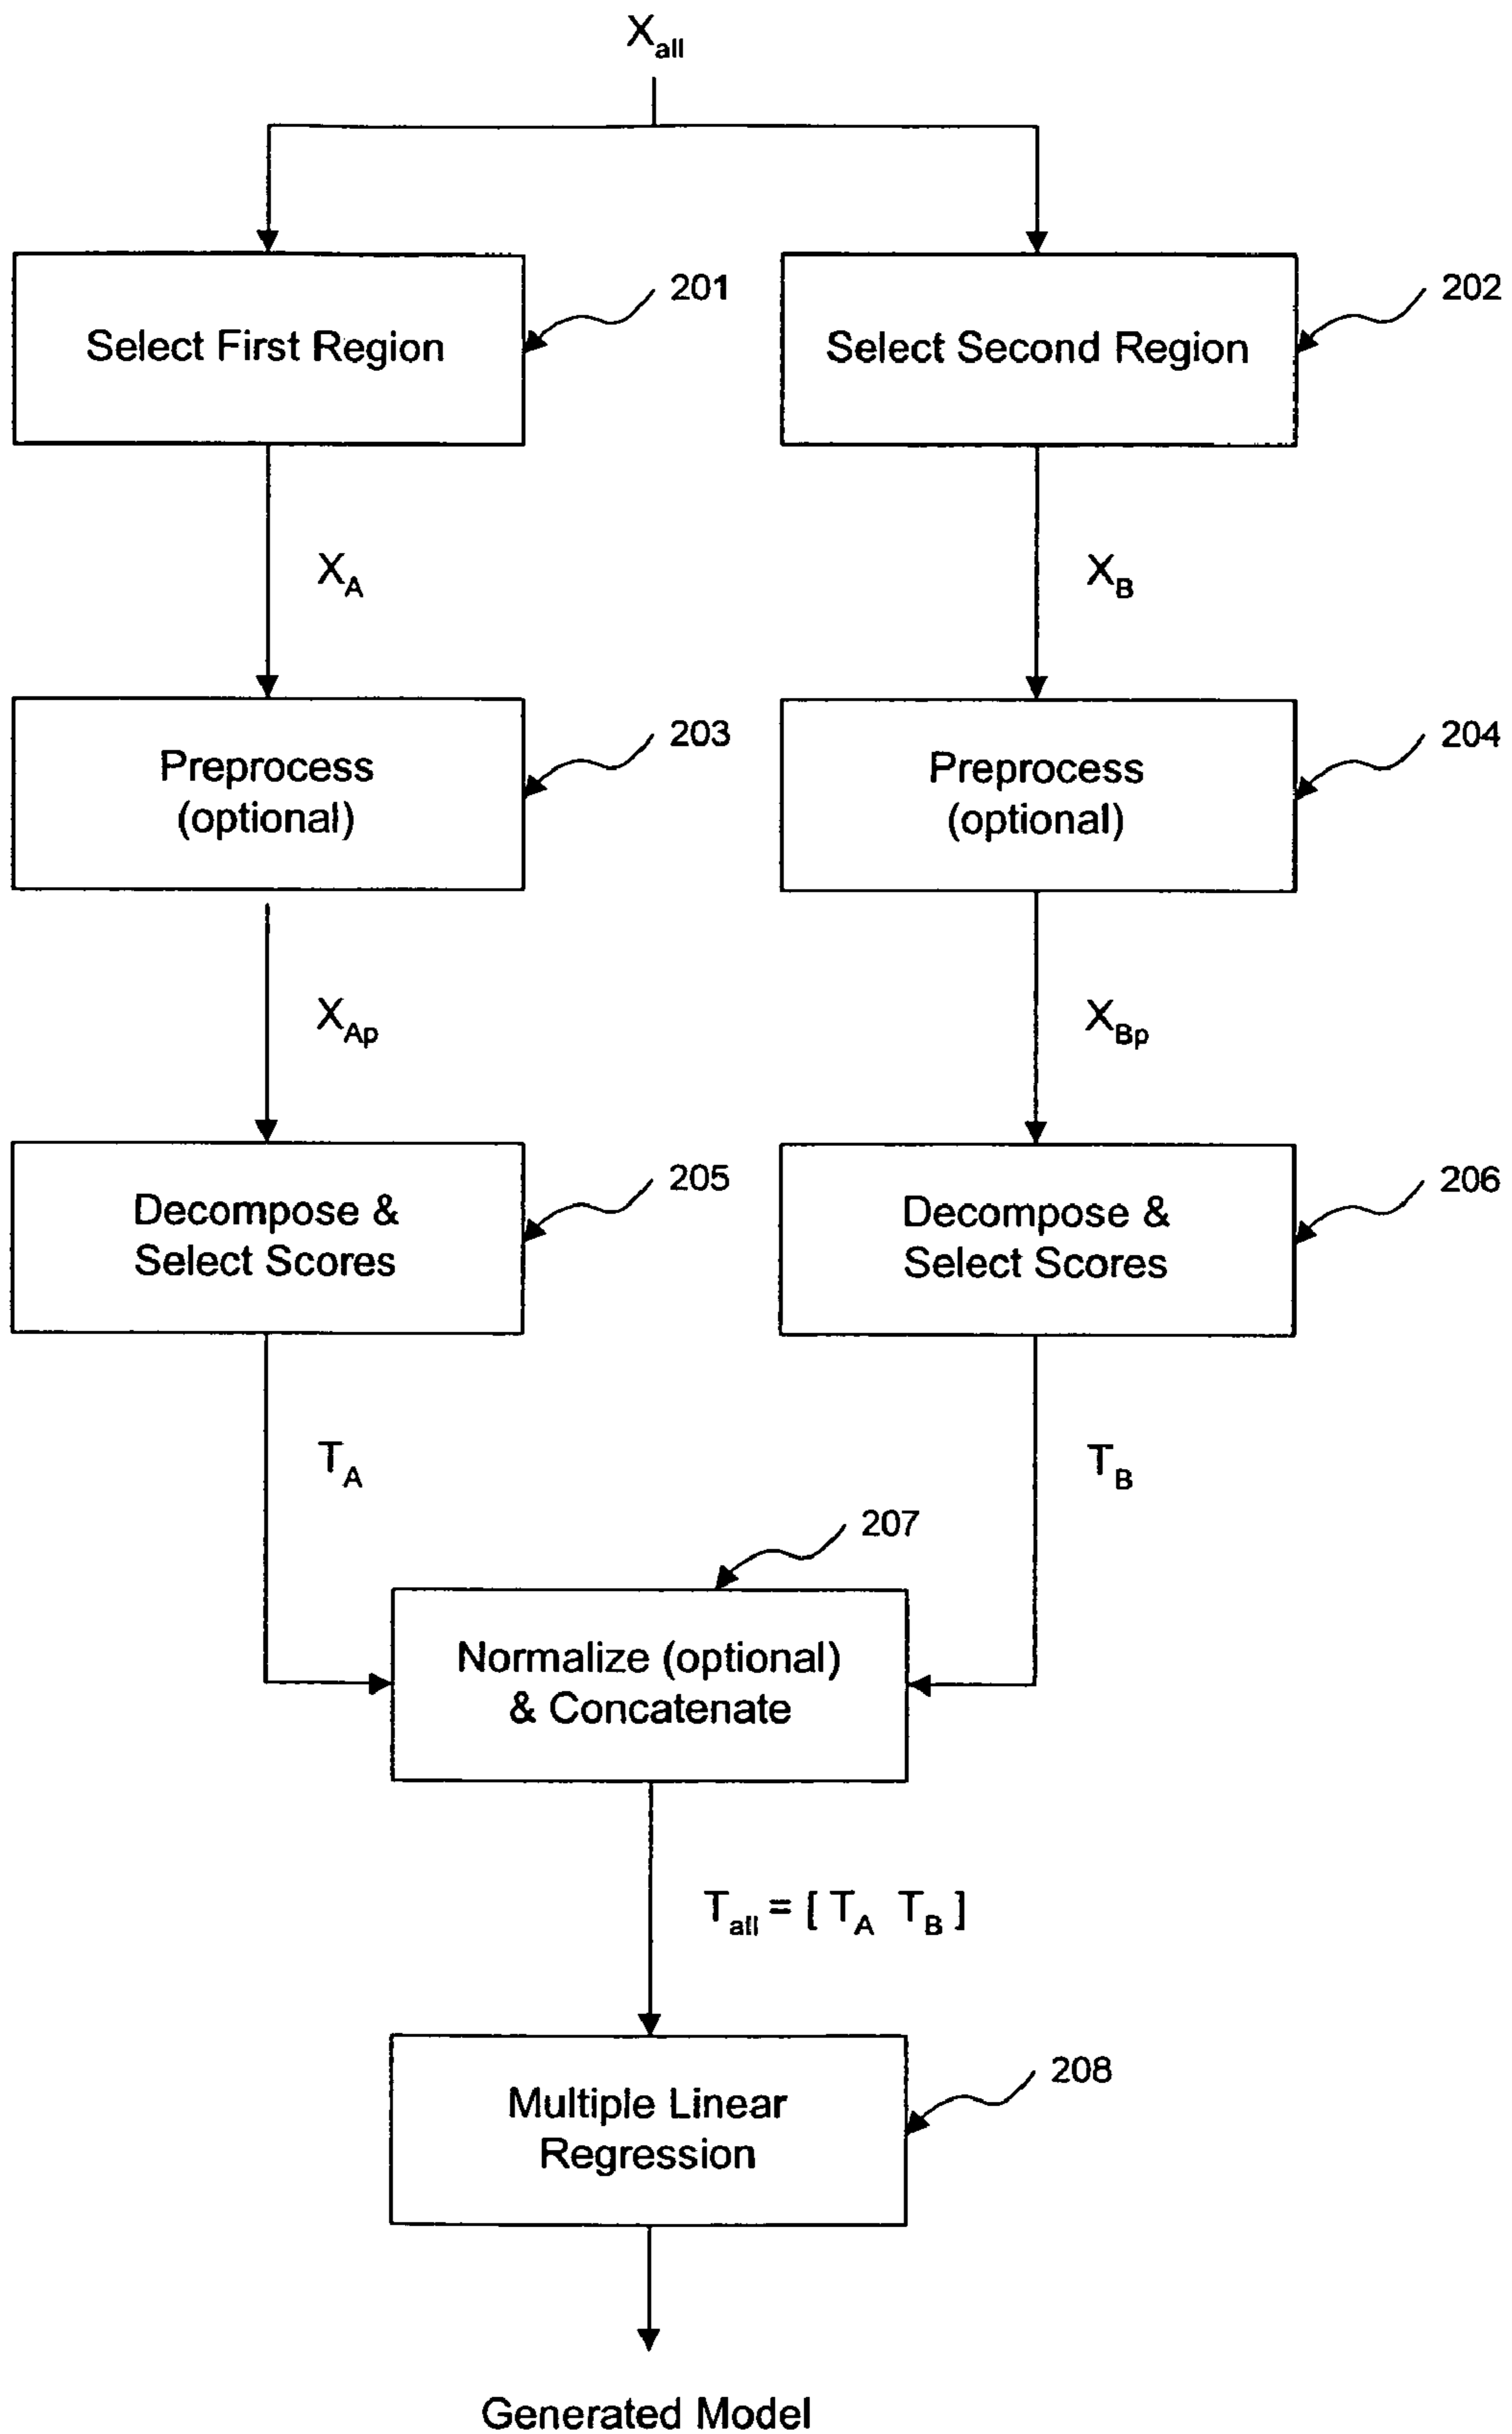 X_all
201
202
Select First Region
Select Second Region
X_A
X_B
203
204
Preprocess
(optional)
Preprocess
(optional)
X_Ap
X_Bp
205
206
Decompose &
Select Scores
Decompose &
Select Scores
T_A
T_B
207
Normalize (optional)
& Concatenate
T_all = [ T_A T_B ]
208
Multiple Linear
Regression
Generated Model